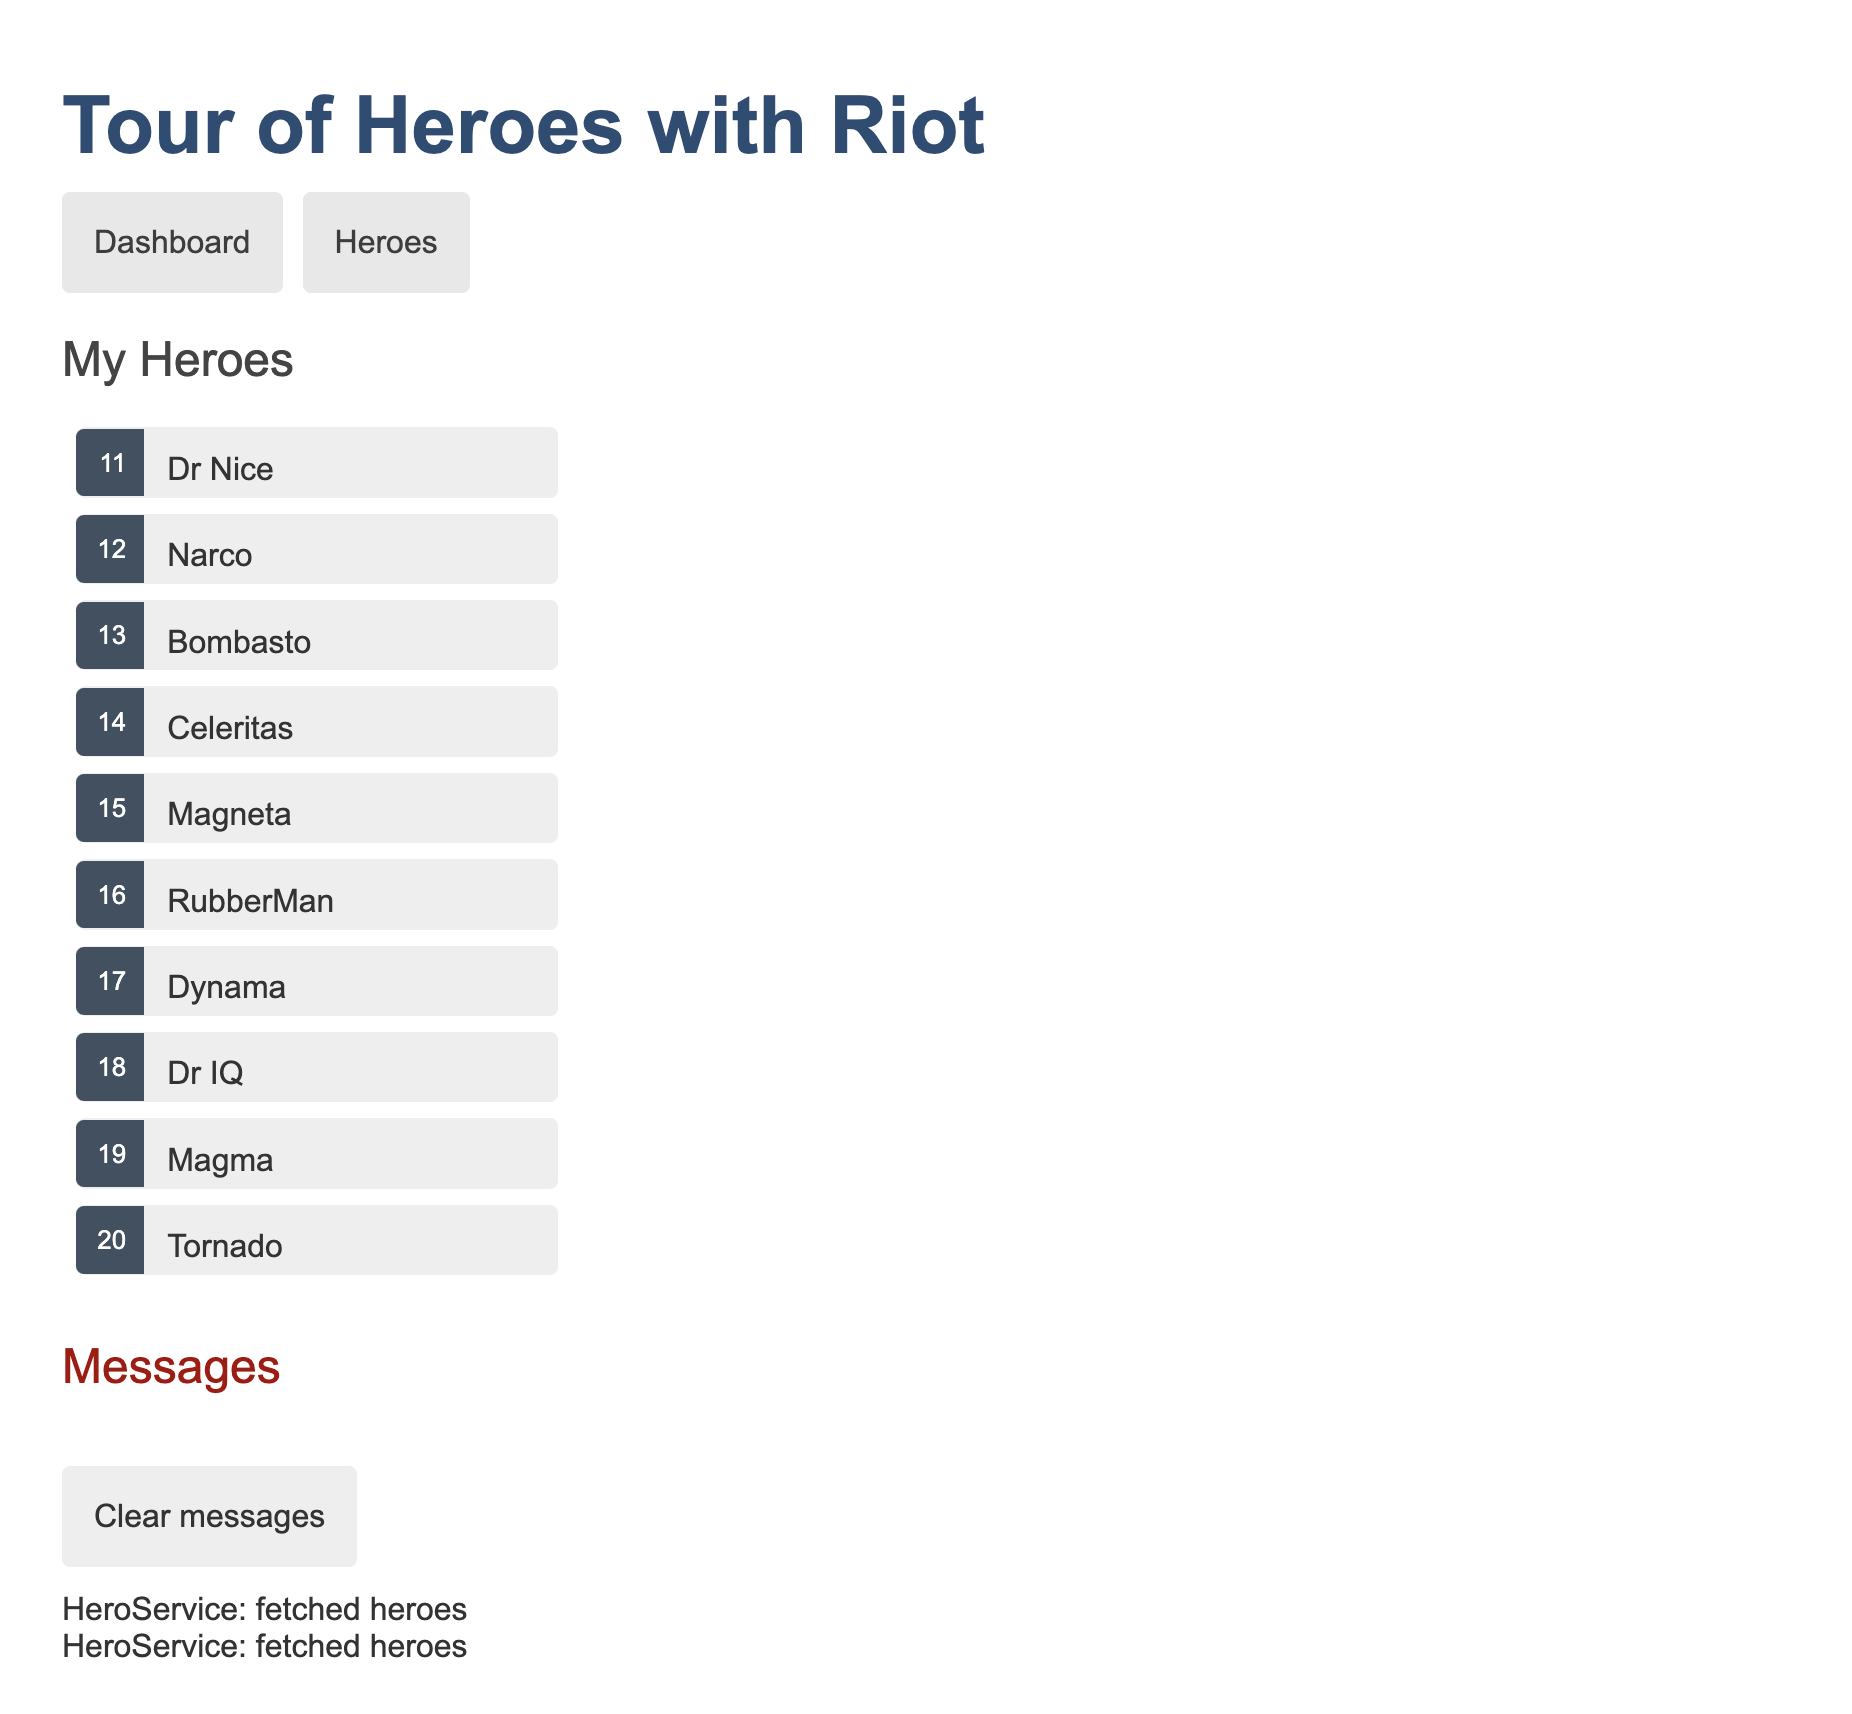 Tour of Heroes with Riot
Dashboard Heroes
My Heroes
11 Dr Nice
12 Narco
13 Bombasto
14 Celeritas
15 Magneta
16 RubberMan
17 Dynama
18 Dr IQ
19 Magma
20 Tornado
Messages
Clear messages
HeroService: fetched heroes
HeroService: fetched heroes